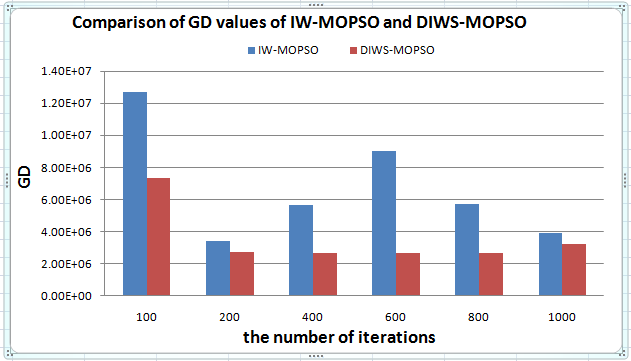 Comparison of GD values of IW-MOPSO and DIWS-MOPSO
IW-MOPSO DIWS-MOPSO
1.40E+07
1.20E+07
1.00E+07
8.00E+06
6.00E+06
4.00E+06
2.00E+06
0.00E+00
GD
100 200 400 600 800 1000
the number of iterations